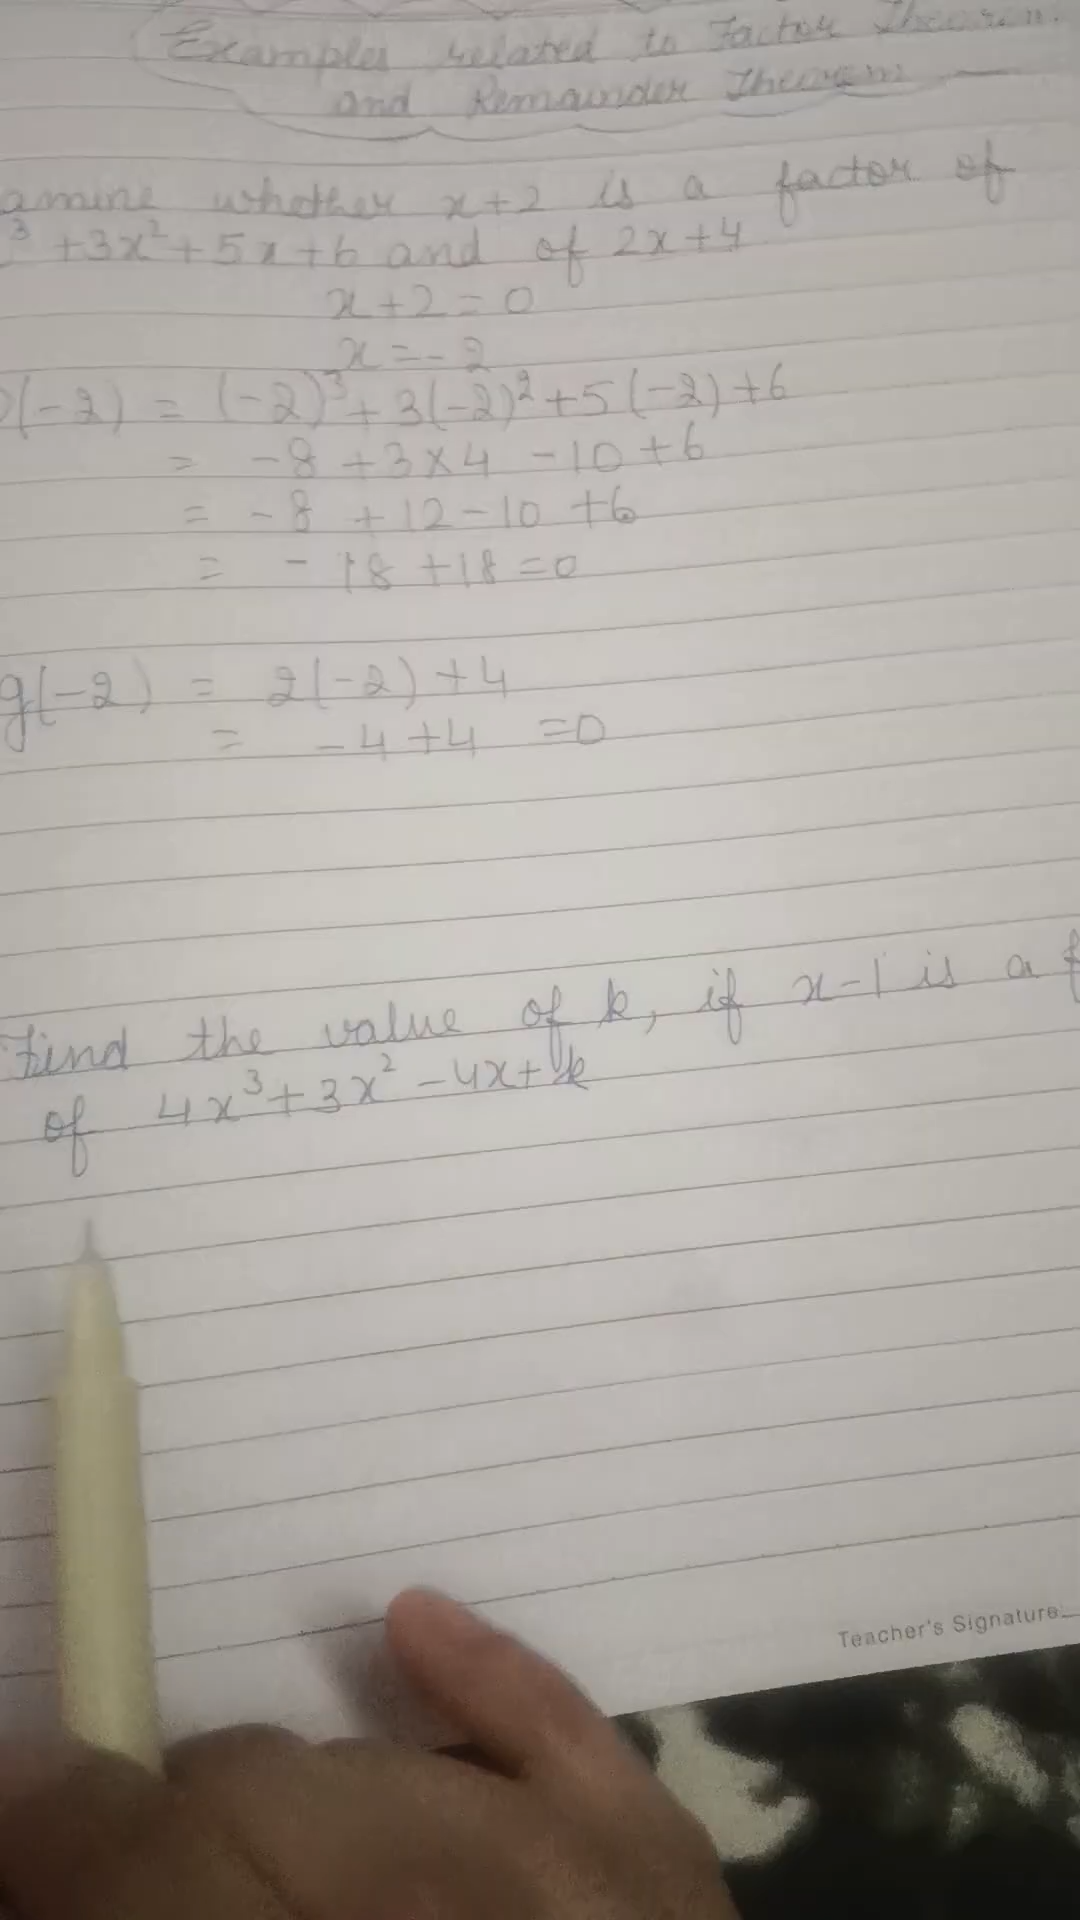 Examples related to Factor Theorem.
and Remainder Theorem
amine whether x+2 is a factor of
³ +3x²+5x+6 and of 2x+4
x+2=0
x=-2
(-2) = (-2)³+3(-2)²+5(-2)+6
= -8 +3×4 -10+6
= -8 +12-10 +6
= -18+18=0
g(-2) = 2(-2)+4
= -4+4 =0
Find the value of k, if x-1 is a f
of 4x³+3x²-4x+k
Teacher's Signature